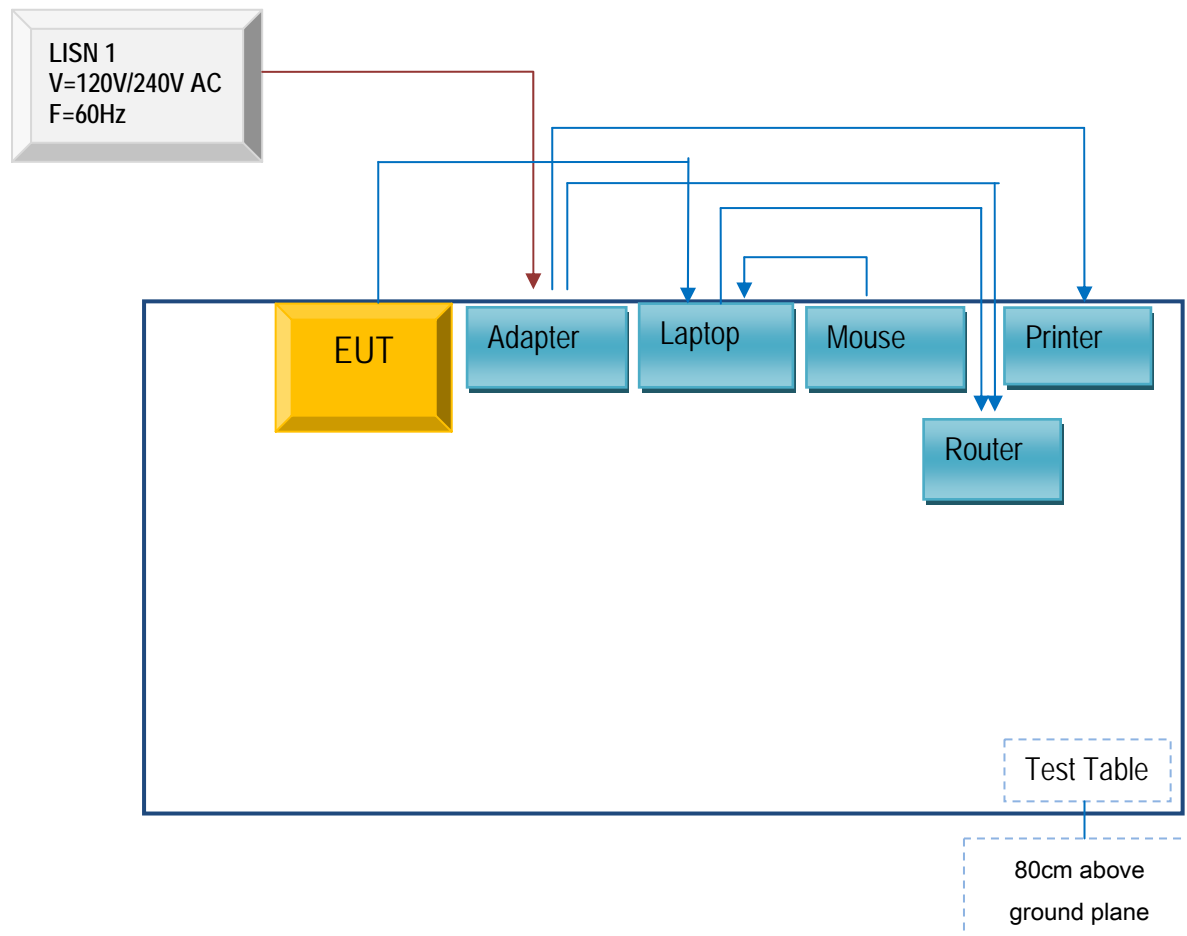 LISN 1
V=120V/240V AC
F=60Hz
EUT
Adapter
Laptop
Mouse
Printer
Router
Test Table
80cm above
ground plane